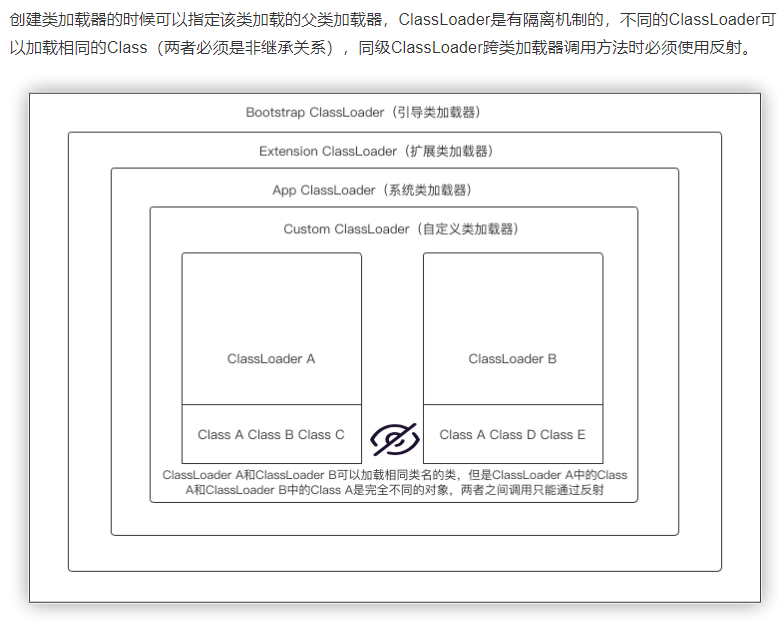 创建类加载器的时候可以指定该类加载的父类加载器，ClassLoader是有隔离机制的，不同的ClassLoader可
以加载相同的Class（两者必须是非继承关系），同级ClassLoader跨类加载器调用方法时必须使用反射。
Bootstrap ClassLoader（引导类加载器）
Extension ClassLoader（扩展类加载器）
App ClassLoader（系统类加载器）
Custom ClassLoader（自定义类加载器）
ClassLoader A
ClassLoader B
Class A Class B Class C
Class A Class D Class E
ClassLoader A和ClassLoader B可以加载相同类名的类，但是ClassLoader A中的Class
A和ClassLoader B中的Class A是完全不同的对象，两者之间调用只能通过反射